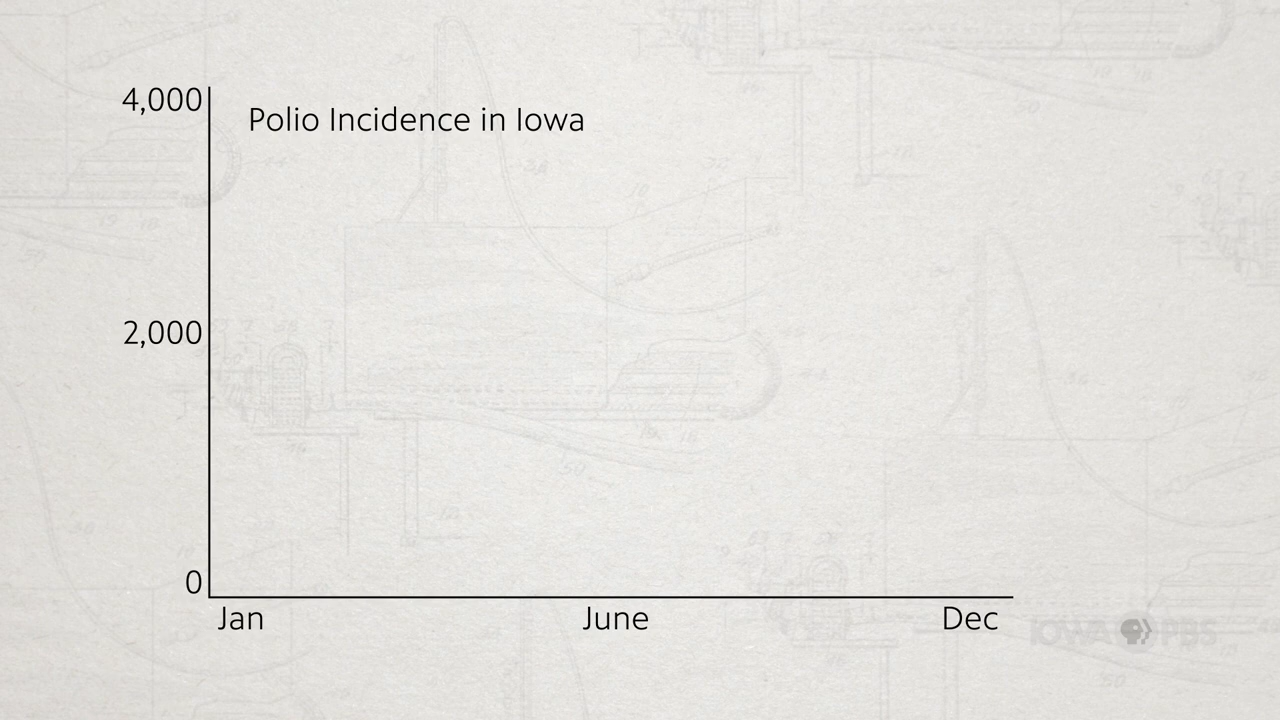 4,000
Polio Incidence in Iowa
2,000
0
Jan June Dec
IOWA PBS